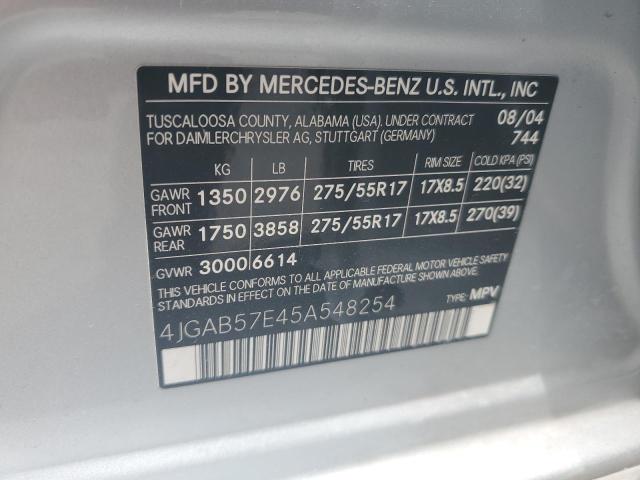 MFD BY MERCEDES-BENZ U.S. INTL., INC
TUSCALOOSA COUNTY, ALABAMA (USA). UNDER CONTRACT 08/04
FOR DAIMLERCHRYSLER AG, STUTTGART (GERMANY) 744
KG LB TIRES RIM SIZE COLD KPA (PSI)
GAWR FRONT 1350 2976 275/55R17 17X8.5 220(32)
GAWR REAR 1750 3858 275/55R17 17X8.5 270(39)
GVWR 3000 6614
THIS VEHICLE CONFORMS TO ALL APPLICABLE FEDERAL MOTOR VEHICLE SAFETY
STANDARDS IN EFFECT ON THE DATE OF MANUFACTURE SHOWN ABOVE.
4JGAB57E45A548254 TYPE: MPV